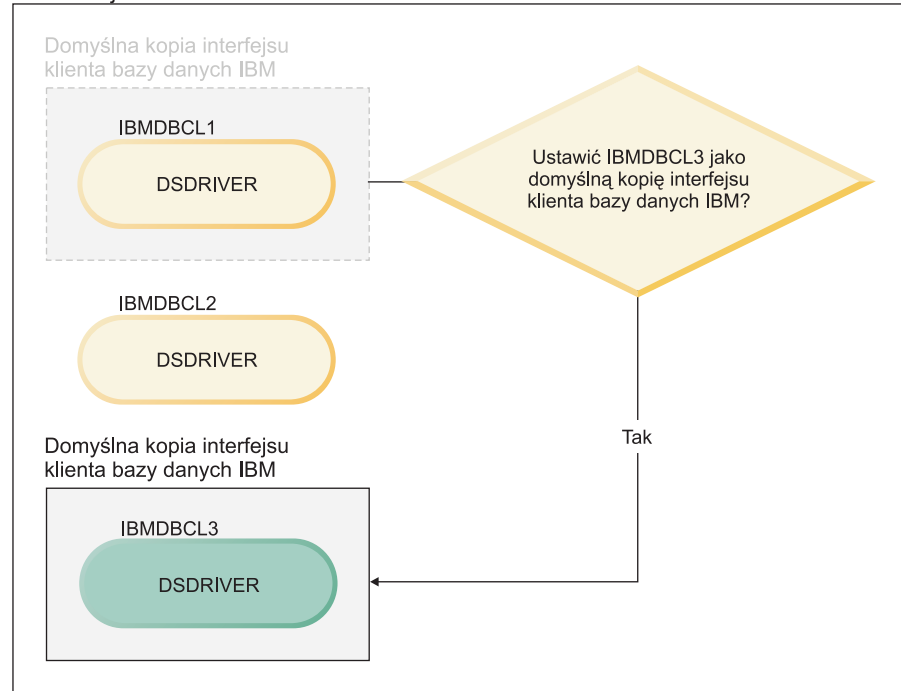 Domyślna kopia interfejsu
klienta bazy danych IBM
IBMDBCL1
DSDRIVER
Ustawić IBMDBCL3 jako
domyślną kopię interfejsu
klienta bazy danych IBM?
IBMDBCL2
DSDRIVER
Tak
Domyślna kopia interfejsu
klienta bazy danych IBM
IBMDBCL3
DSDRIVER